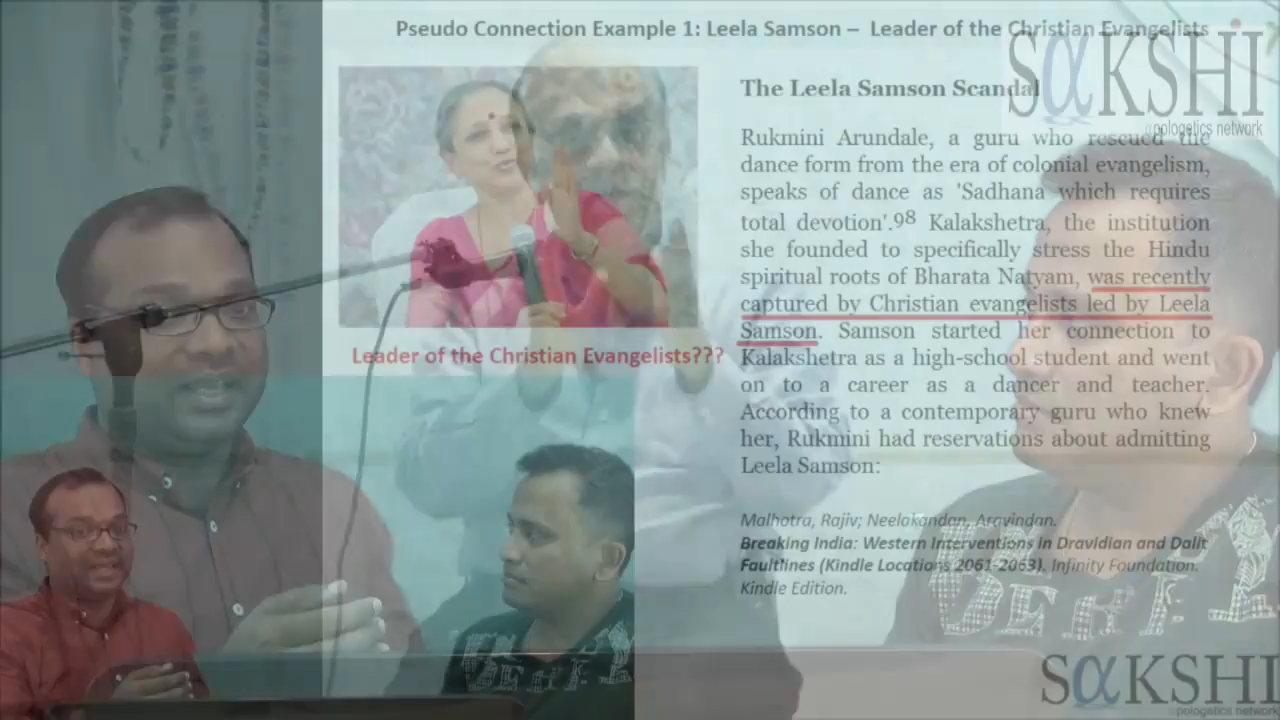 Pseudo Connection Example 1: Leela Samson – Leader of the Christian Evangelists
SαKSHI
αpologetics network
The Leela Samson Scandal
Rukmini Arundale, a guru who rescued the
dance form from the era of colonial evangelism,
speaks of dance as 'Sadhana which requires
total devotion'.98 Kalakshetra, the institution
she founded to specifically stress the Hindu
spiritual roots of Bharata Natyam, was recently
captured by Christian evangelists led by Leela
Samson. Samson started her connection to
Kalakshetra as a high-school student and went
on to a career as a dancer and teacher.
According to a contemporary guru who knew
her, Rukmini had reservations about admitting
Leela Samson:
Leader of the Christian Evangelists???
Malhotra, Rajiv; Neelakandan, Aravindan.
Breaking India: Western Interventions in Dravidian and Dalit
Faultlines (Kindle Locations 2061-2063). Infinity Foundation.
Kindle Edition.
SαKSHI
αpologetics network